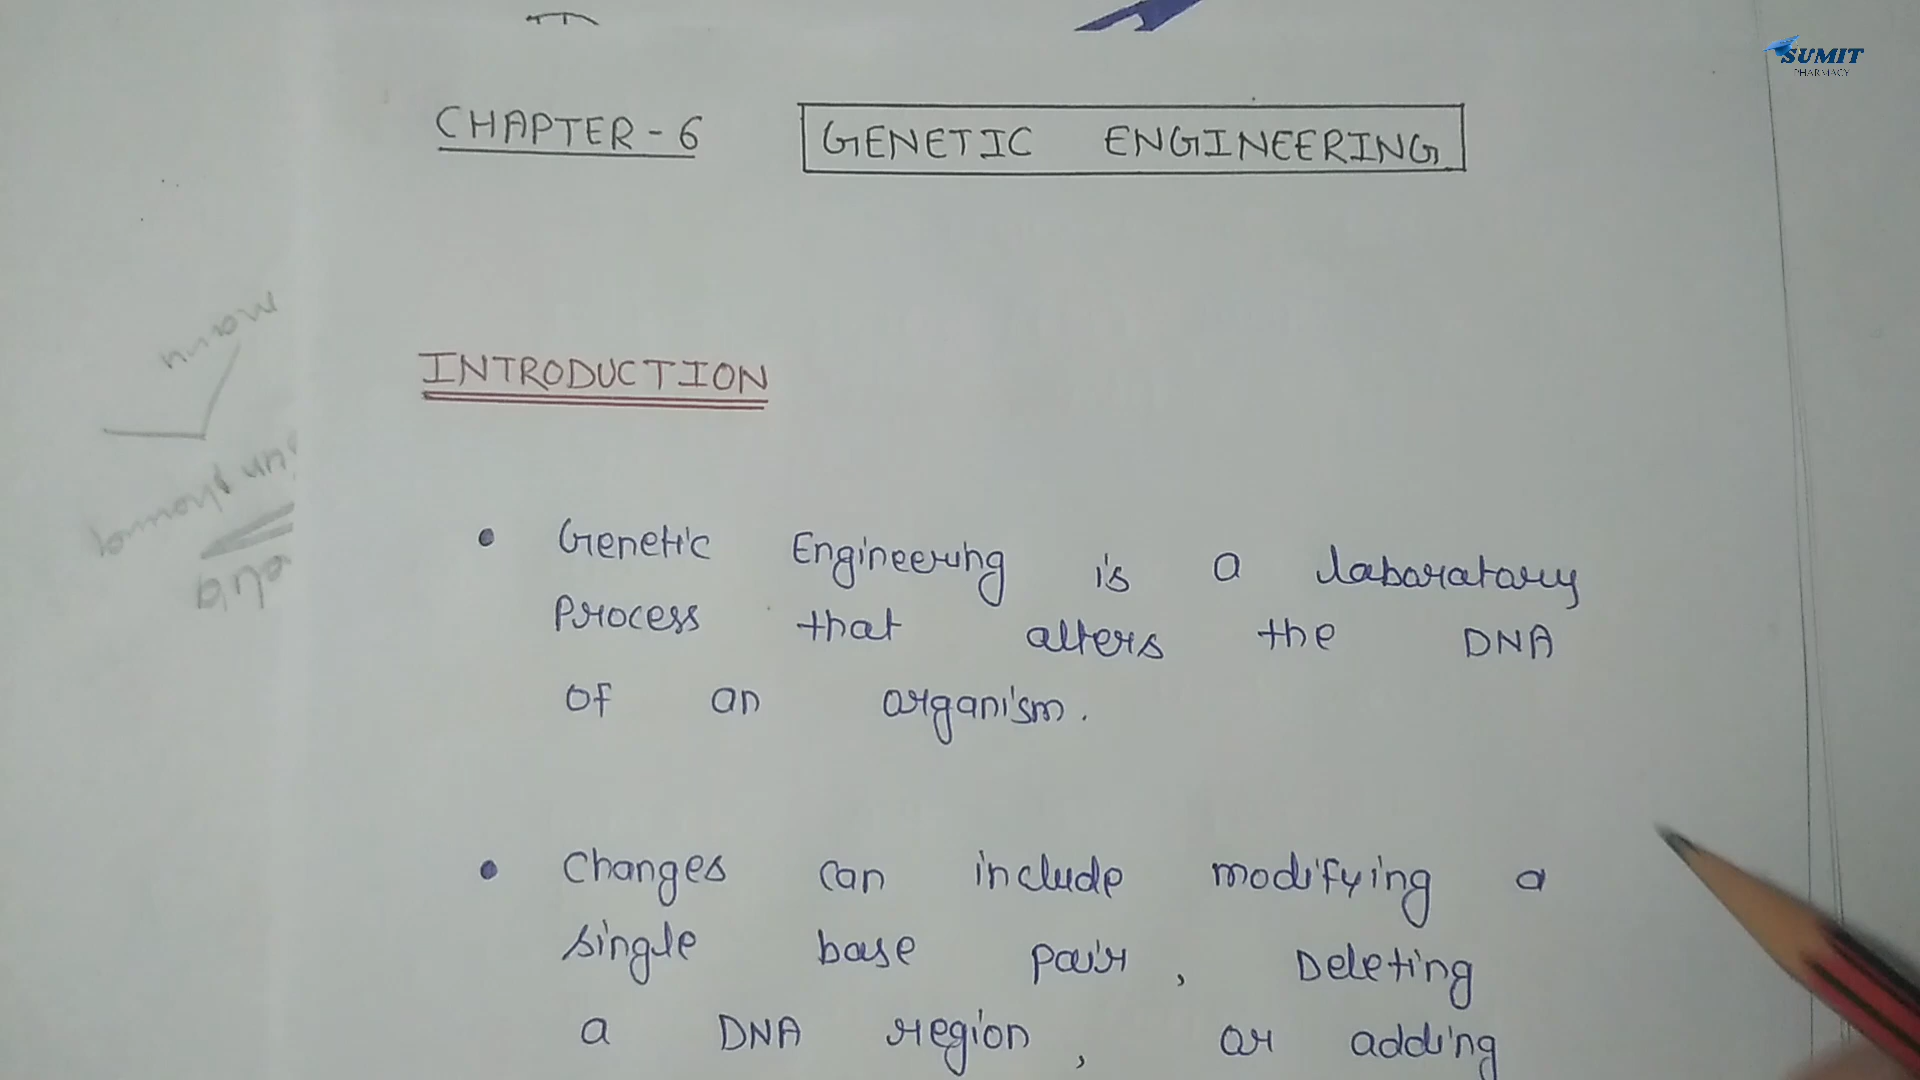 SUMIT
PHARMACY
CHAPTER-6 GENETIC ENGINEERING
INTRODUCTION
• Genetic Engineering is a laboratory
Process that alters the DNA
of an organism.
• Changes can include modifying a
single base pair, Deleting
a DNA region, or adding